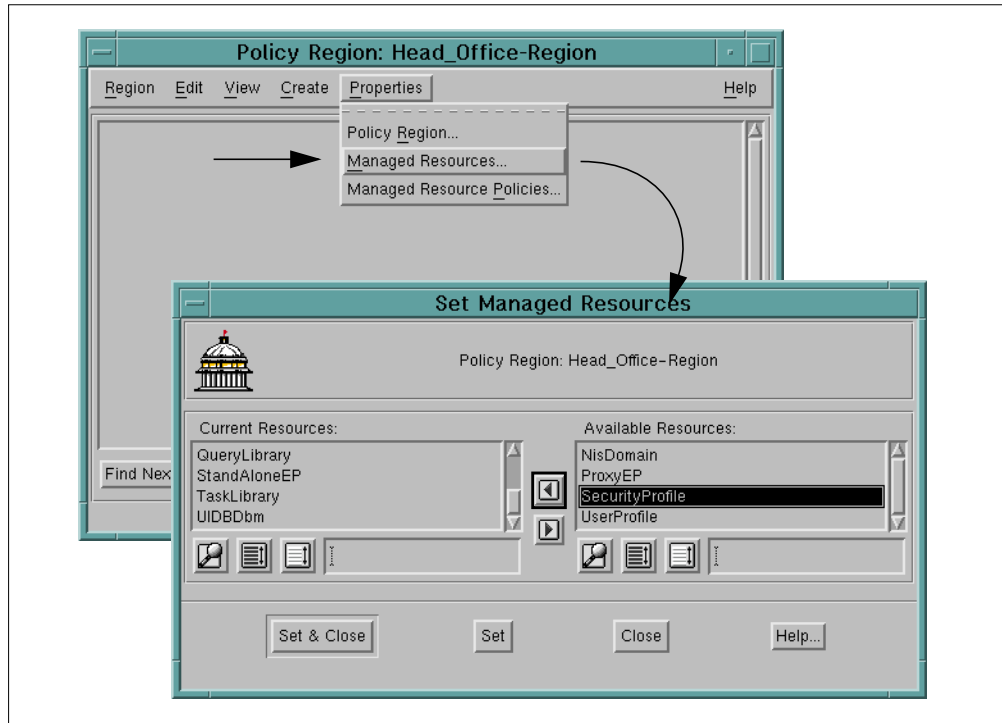 Policy Region: Head_Office-Region
Region Edit View Create Properties Help
Policy Region...
Managed Resources...
Managed Resource Policies...
Find Nex
Set Managed Resources
Policy Region: Head_Office-Region
Current Resources:
QueryLibrary
StandAloneEP
TaskLibrary
UIDBDbm
Available Resources:
NisDomain
ProxyEP
SecurityProfile
UserProfile
Set & Close Set Close Help...